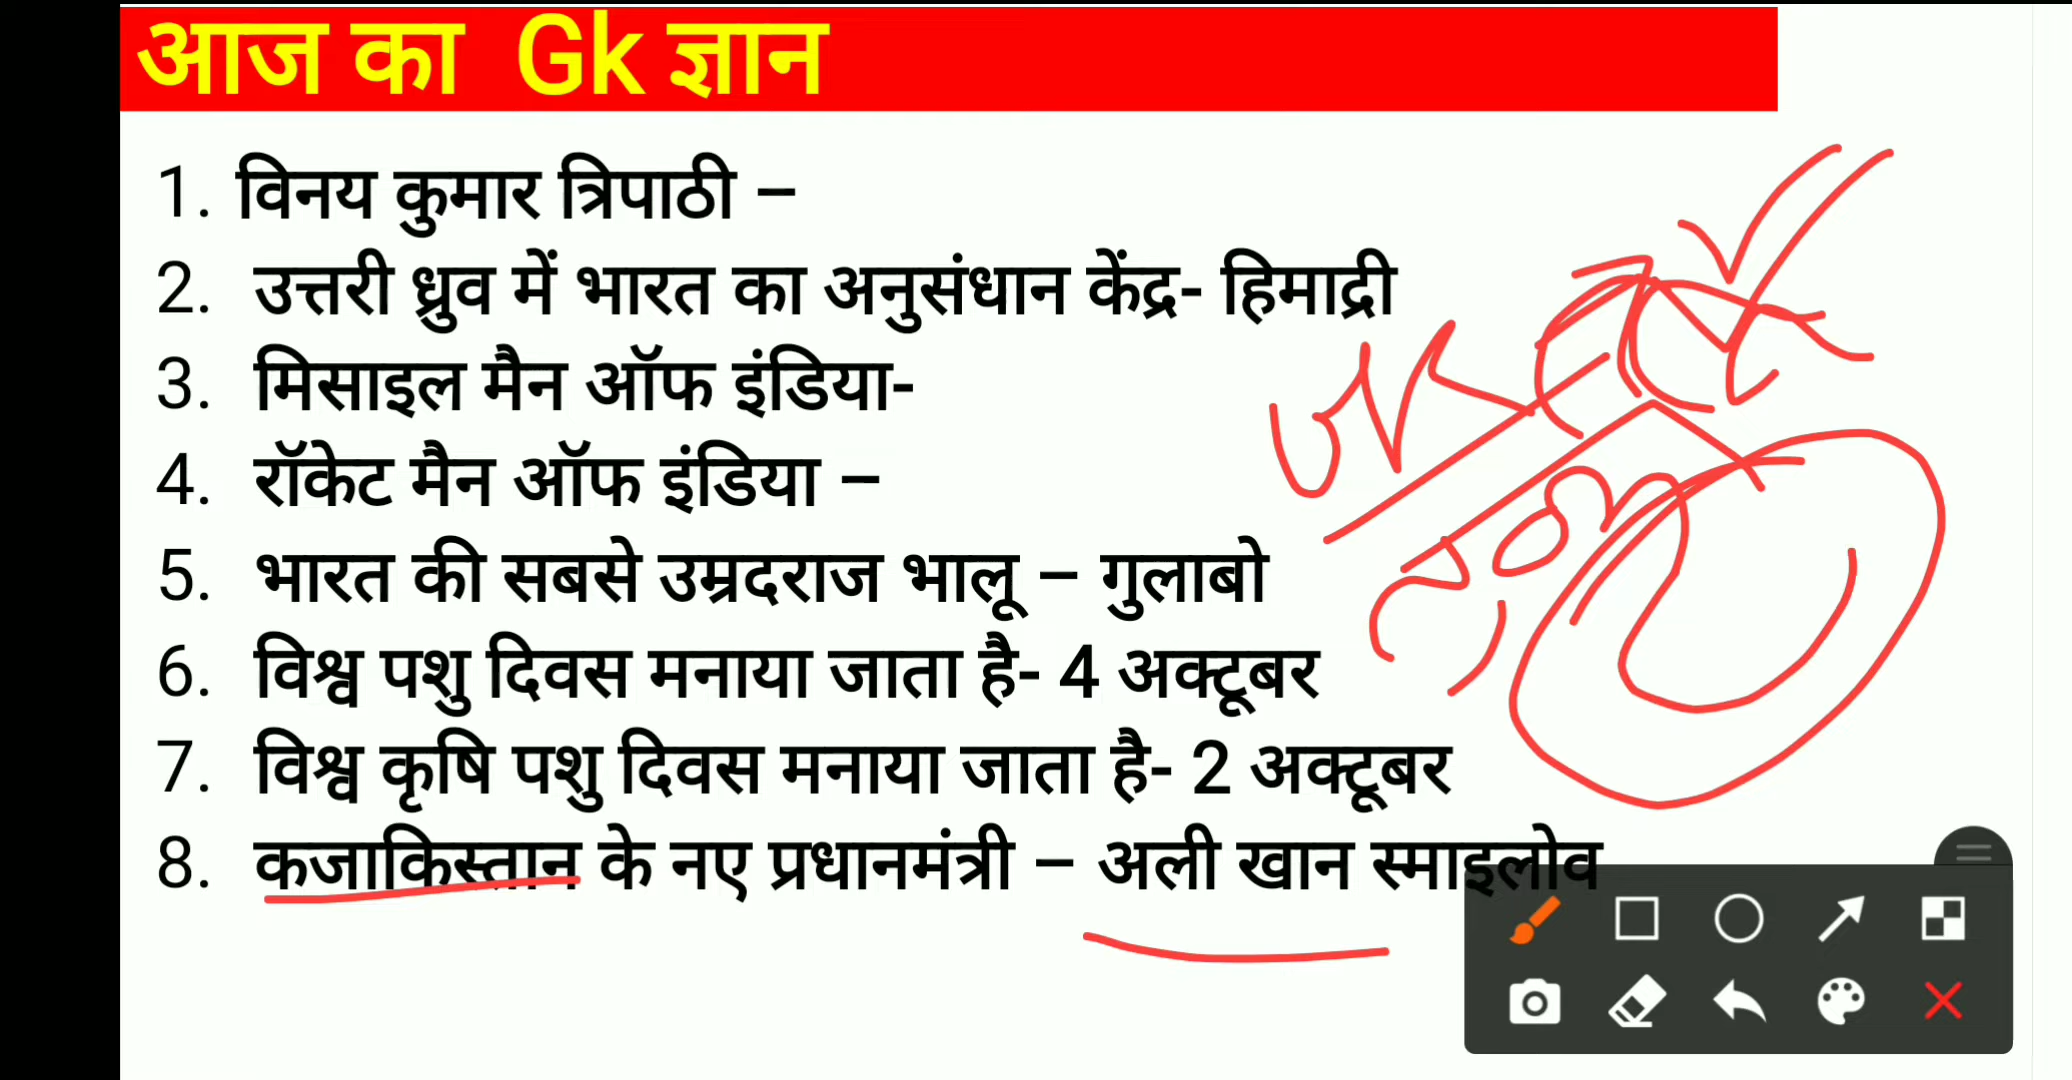 आज का Gk ज्ञान
1. विनय कुमार त्रिपाठी –
2. उत्तरी ध्रुव में भारत का अनुसंधान केंद्र- हिमाद्री
3. मिसाइल मैन ऑफ इंडिया-
4. रॉकेट मैन ऑफ इंडिया –
5. भारत की सबसे उम्रदराज भालू – गुलाबो
6. विश्व पशु दिवस मनाया जाता है- 4 अक्टूबर
7. विश्व कृषि पशु दिवस मनाया जाता है- 2 अक्टूबर
8. कजाकिस्तान के नए प्रधानमंत्री – अली खान स्माइलोव